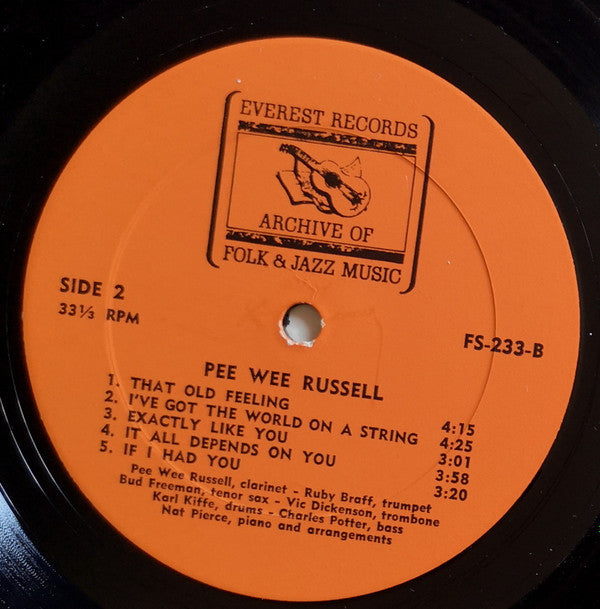 EVEREST RECORDS
ARCHIVE OF
FOLK & JAZZ MUSIC
SIDE 2
33⅓ RPM
FS-233-B
PEE WEE RUSSELL
1. THAT OLD FEELING 4:15
2. I'VE GOT THE WORLD ON A STRING 4:25
3. EXACTLY LIKE YOU 3:01
4. IT ALL DEPENDS ON YOU 3:58
5. IF I HAD YOU 3:20
Pee Wee Russell, clarinet - Ruby Braff, trumpet
Bud Freeman, tenor sax - Vic Dickenson, trombone
Karl Kiffe, drums - Charles Potter, bass
Nat Pierce, piano and arrangements